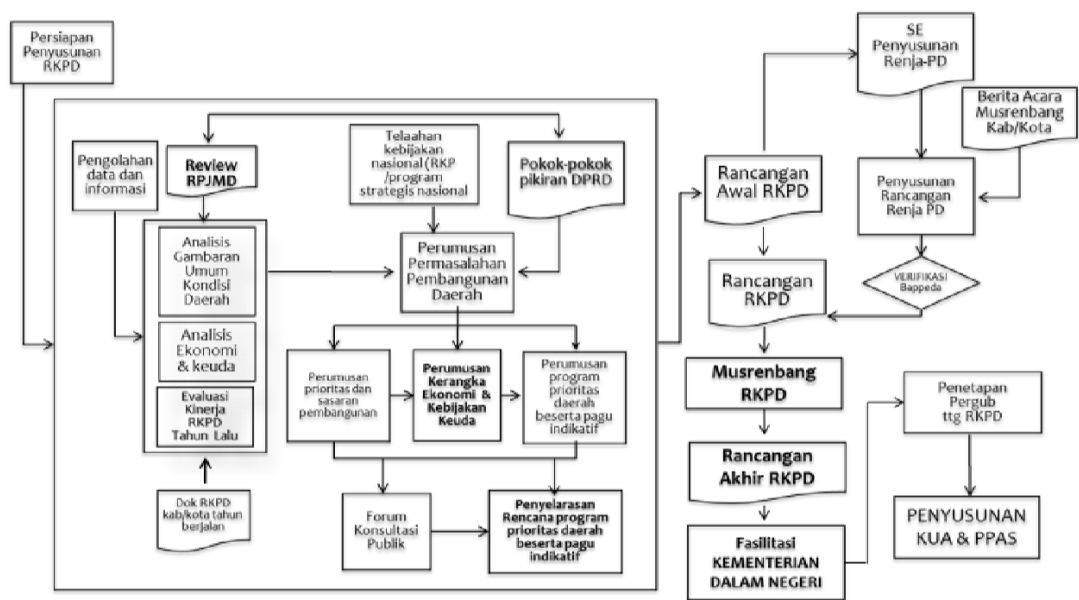 Persiapan
Penyusunan
RKPD
Pengolahan
data dan
informasi
Review
RPJMD
Telaahan
kebijakan
nasional (RKP
/program
strategis nasional
Pokok-pokok
pikiran DPRD
Analisis
Gambaran
Umum
Kondisi
Daerah
Analisis
Ekonomi
& keuda
Evaluasi
Kinerja
RKPD
Tahun Lalu
Dok RKPD
kab/kota tahun
berjalan
Perumusan
Permasalahan
Pembangunan
Daerah
Perumusan
prioritas dan
sasaran
pembangunan
Perumusan
Kerangka
Ekonomi &
Kebijakan
Keuda
Perumusan
program
prioritas
daerah
beserta pagu
indikatif
Forum
Konsultasi
Publik
Penyelarasan
Rencana program
prioritas daerah
beserta pagu
indikatif
Rancangan
Awal RKPD
SE
Penyusunan
Renja-PD
Berita Acara
Musrenbang
Kab/Kota
Penyusunan
Rancangan
Renja PD
VERIFIKASI
Bappeda
Rancangan
RKPD
Musrenbang
RKPD
Rancangan
Akhir RKPD
Fasilitasi
KEMENTERIAN
DALAM NEGERI
Penetapan
Pergub
ttg RKPD
PENYUSUNAN
KUA & PPAS